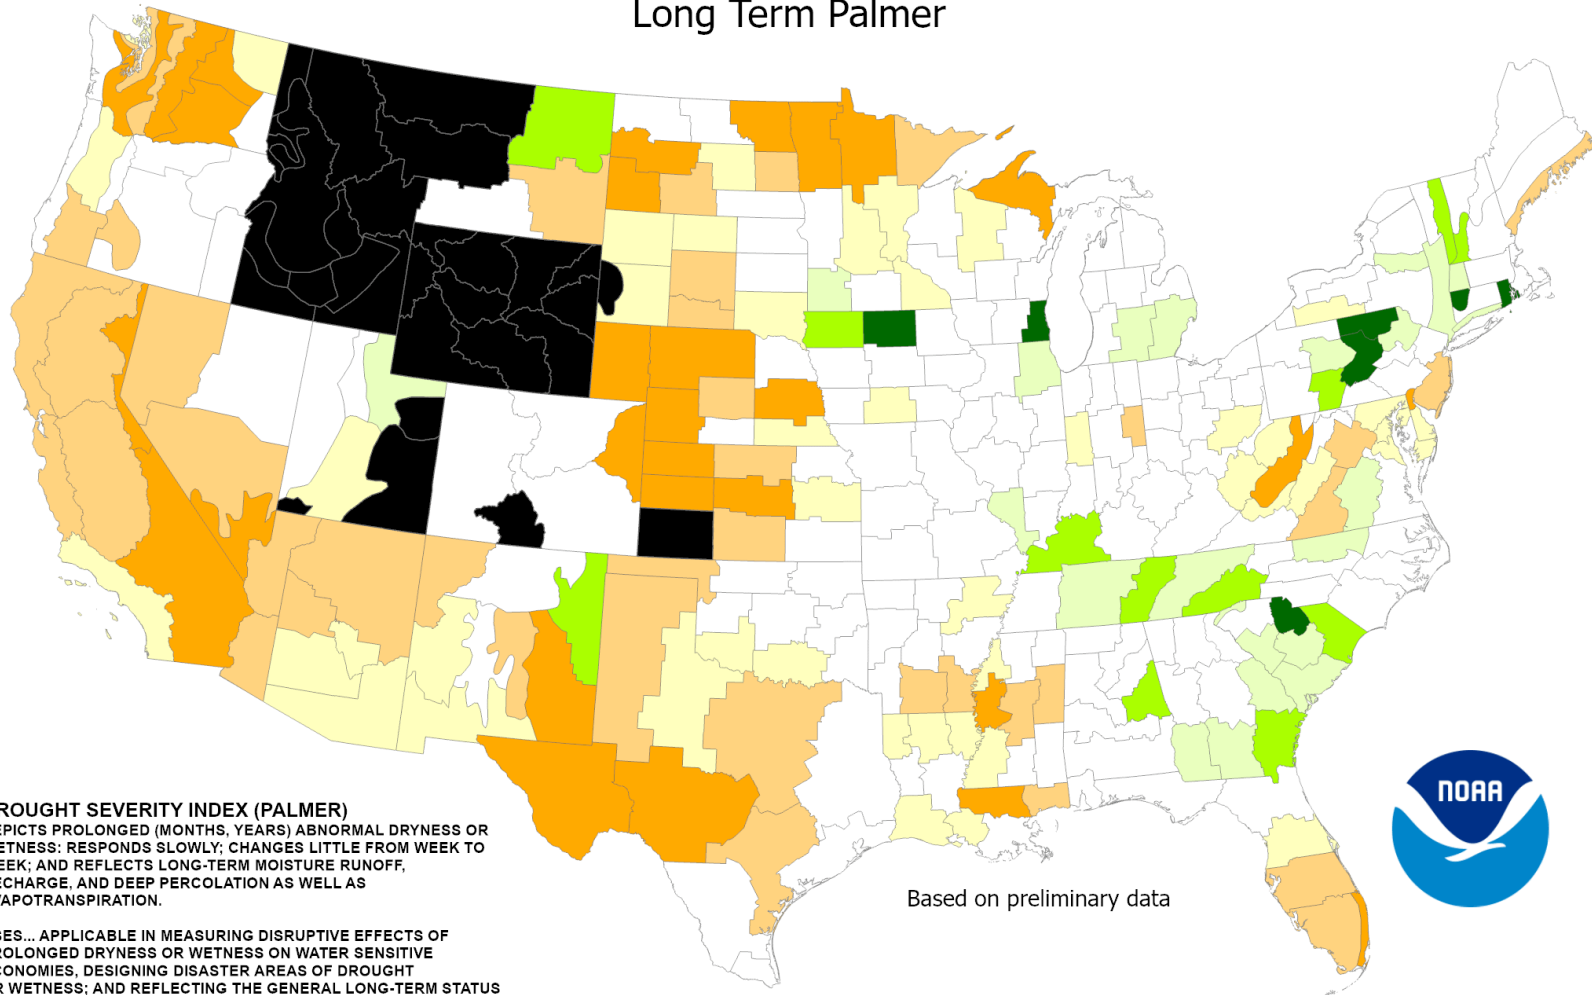 Long Term Palmer
ROUGHT SEVERITY INDEX (PALMER)
EPICTS PROLONGED (MONTHS, YEARS) ABNORMAL DRYNESS OR
ETNESS: RESPONDS SLOWLY; CHANGES LITTLE FROM WEEK TO
EEK; AND REFLECTS LONG-TERM MOISTURE RUNOFF,
ECHARGE, AND DEEP PERCOLATION AS WELL AS
VAPOTRANSPIRATION.
SES... APPLICABLE IN MEASURING DISRUPTIVE EFFECTS OF
ROLONGED DRYNESS OR WETNESS ON WATER SENSITIVE
CONOMIES, DESIGNING DISASTER AREAS OF DROUGHT
R WETNESS; AND REFLECTING THE GENERAL LONG-TERM STATUS
Based on preliminary data
NOAA